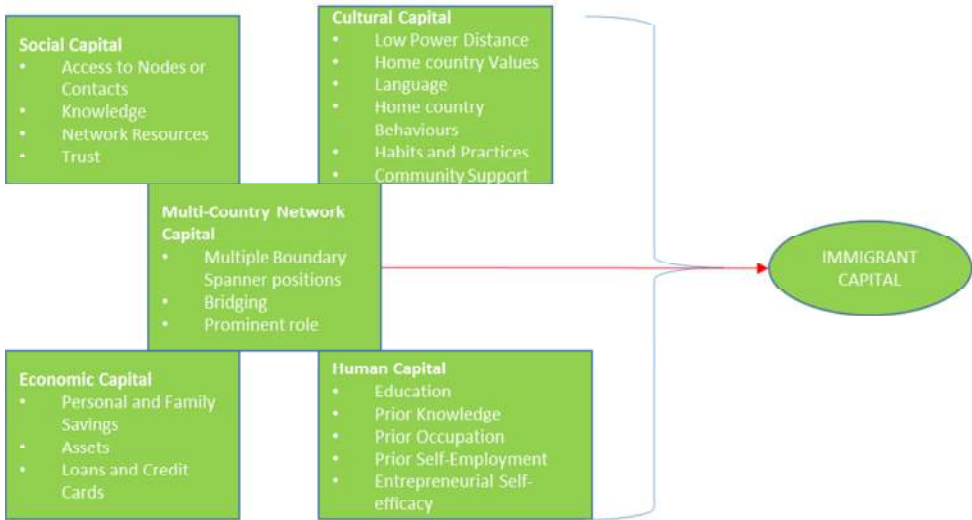 Social Capital
• Access to Nodes or
Contacts
• Knowledge
• Network Resources
• Trust
Cultural Capital
• Low Power Distance
• Home country Values
• Language
• Home country
Behaviours
• Habits and Practices
• Community Support
Multi-Country Network
Capital
• Multiple Boundary
Spanner positions
• Bridging
• Prominent role
IMMIGRANT
CAPITAL
Economic Capital
• Personal and Family
Savings
• Assets
• Loans and Credit
Cards
Human Capital
• Education
• Prior Knowledge
• Prior Occupation
• Prior Self-Employment
• Entrepreneurial Self-
efficacy